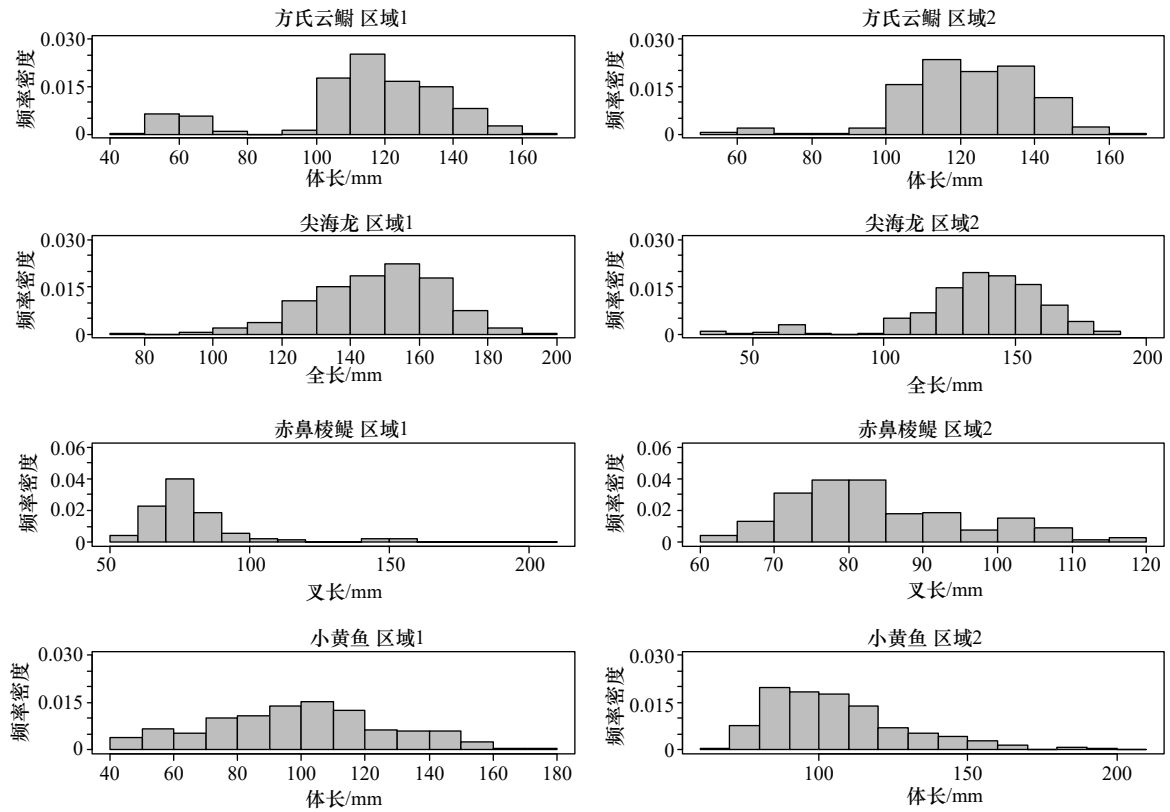 方氏云鳚 区域1
频率密度
0.030
0.015
0
40 60 80 100 120 140 160
体长/mm
方氏云鳚 区域2
频率密度
0.030
0.015
0
60 80 100 120 140 160
体长/mm
尖海龙 区域1
频率密度
0.030
0.015
0
80 100 120 140 160 180 200
全长/mm
尖海龙 区域2
频率密度
0.030
0.015
0
50 100 150 200
全长/mm
赤鼻棱鳀 区域1
频率密度
0.06
0.04
0.02
0
50 100 150 200
叉长/mm
赤鼻棱鳀 区域2
频率密度
0.06
0.04
0.02
0
60 70 80 90 100 110 120
叉长/mm
小黄鱼 区域1
频率密度
0.030
0.015
0
40 60 80 100 120 140 160 180
体长/mm
小黄鱼 区域2
频率密度
0.030
0.015
0
100 150 200
体长/mm